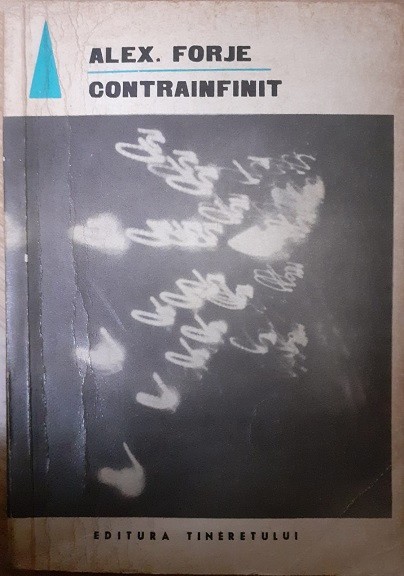 ALEX. FORJE
CONTRAINFINIT
EDITURA TINERETULUI